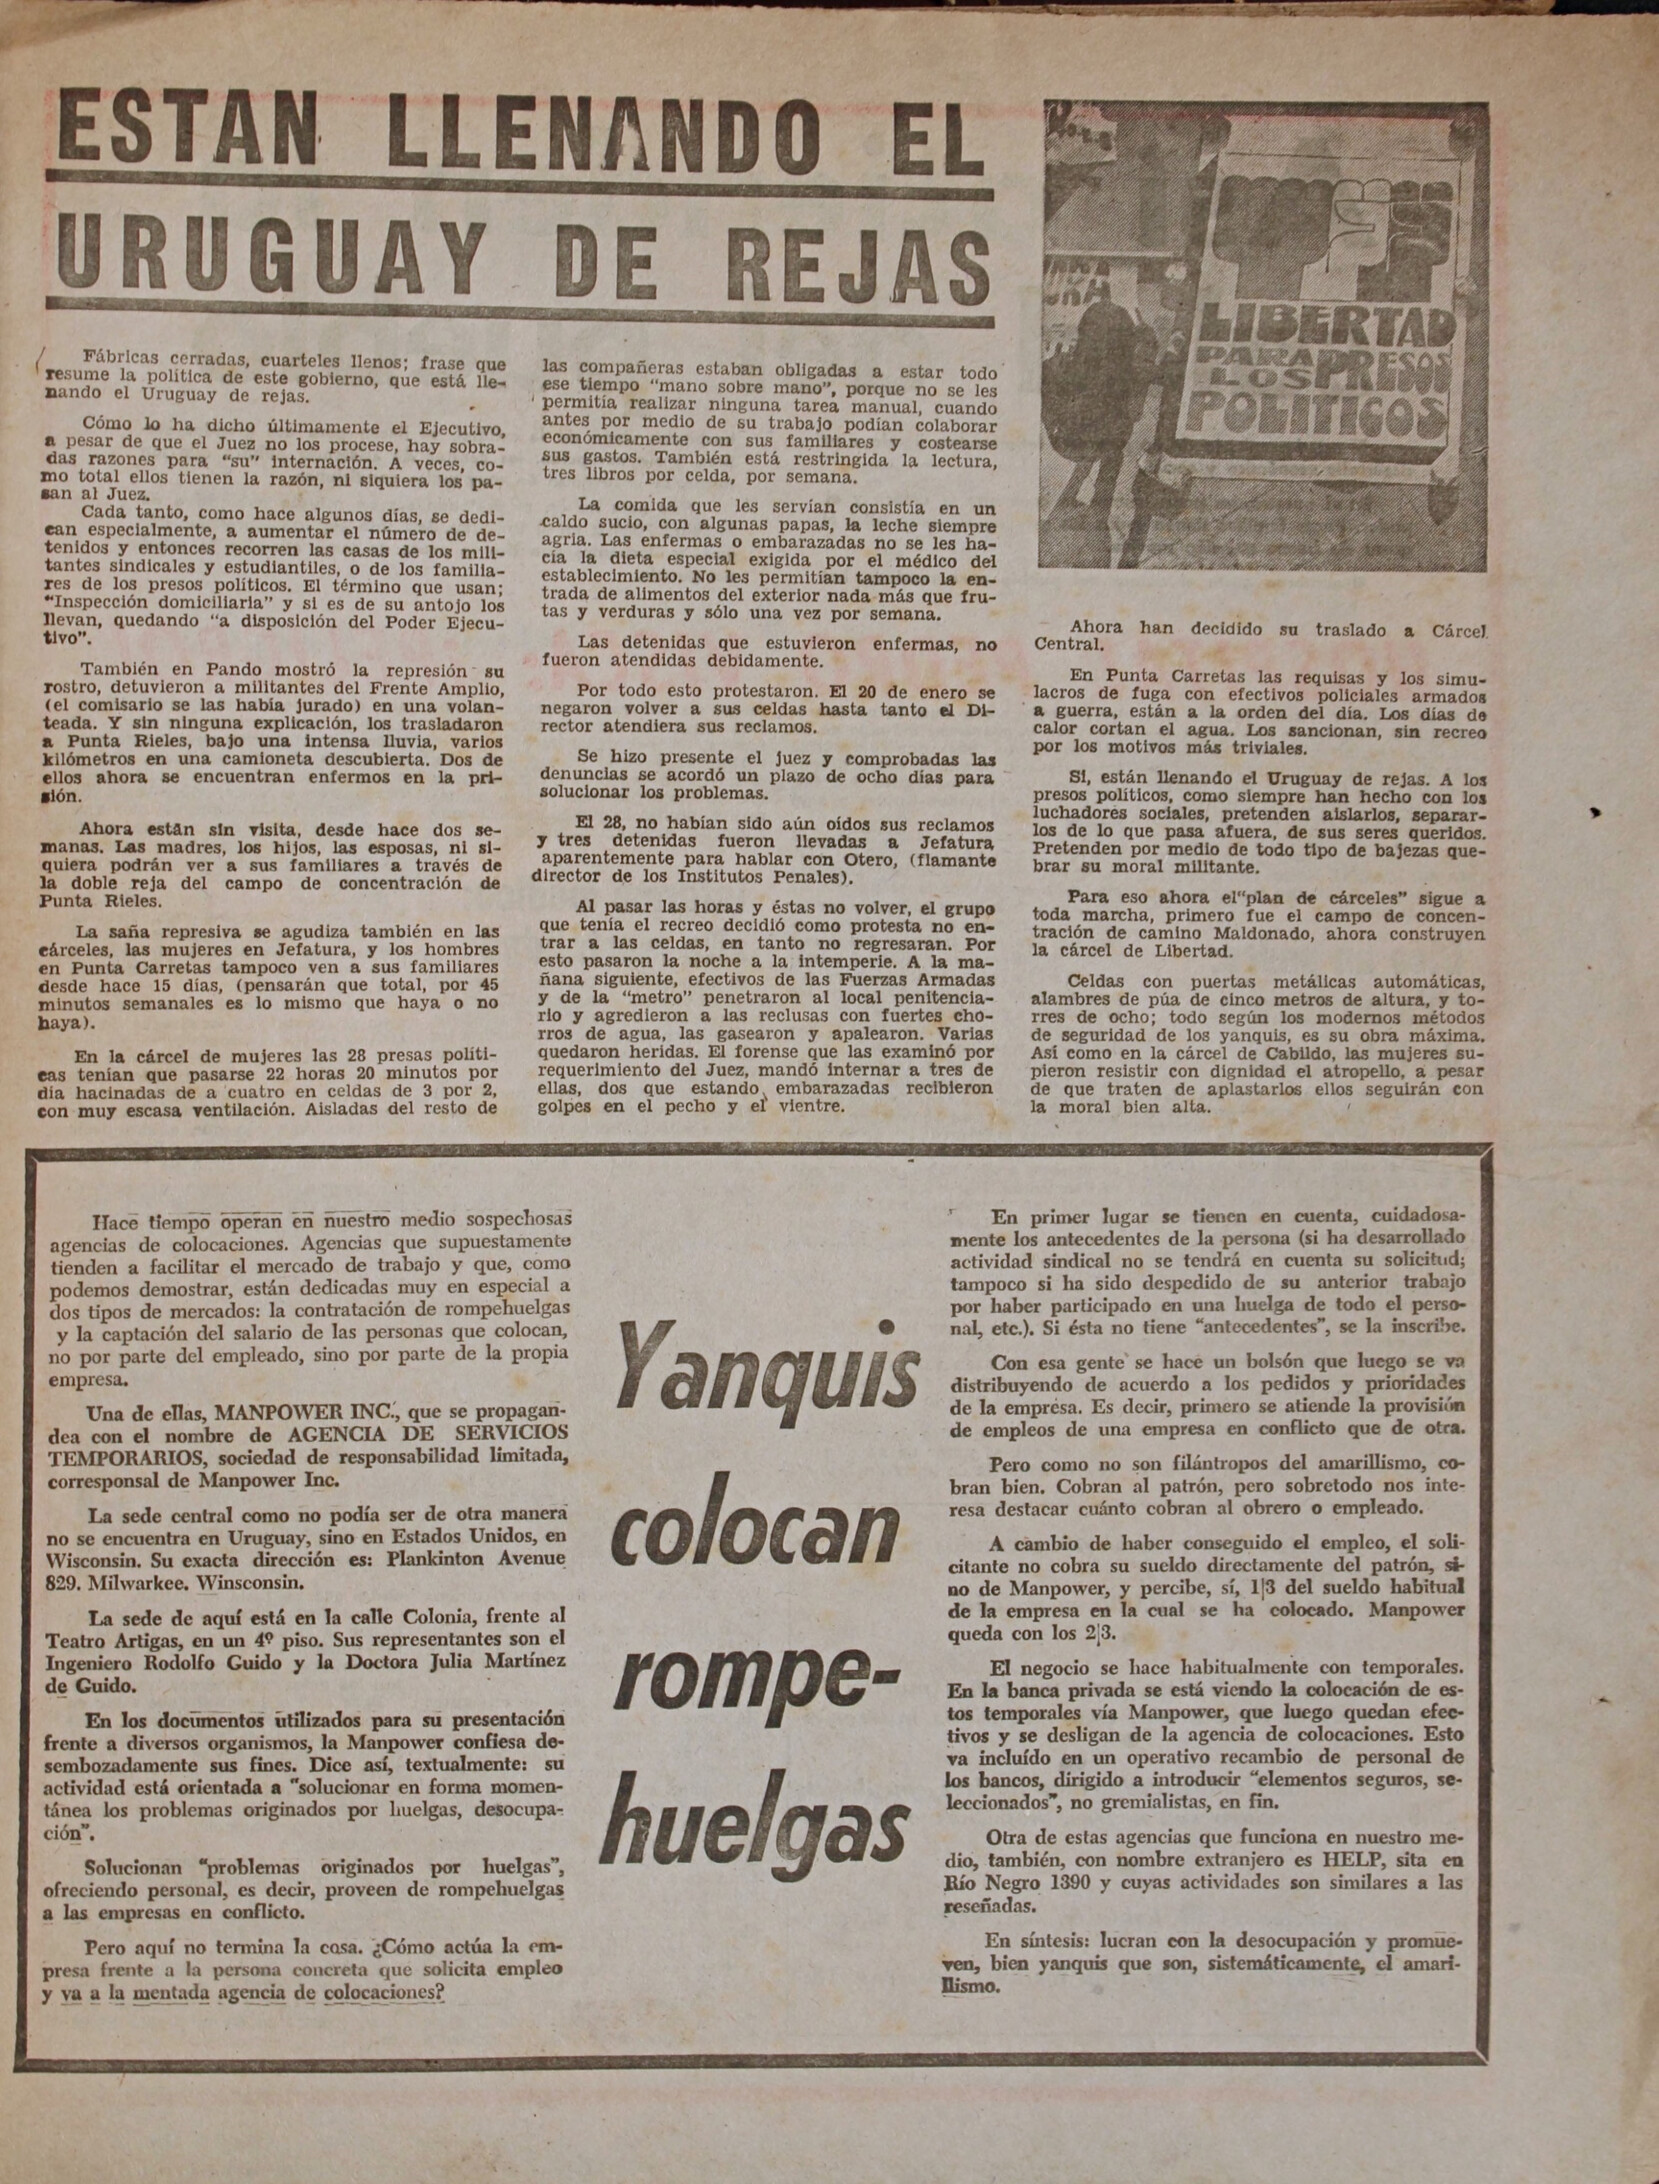 ESTAN LLENANDO EL
URUGUAY DE REJAS
Fábricas cerradas, cuarteles llenos; frase que
resume la política de este gobierno, que está lle-
nando el Uruguay de rejas.
Cómo lo ha dicho últimamente el Ejecutivo,
a pesar de que el Juez no los procese, hay sobra-
das razones para "su" internación. A veces, co-
mo total ellos tienen la razón, ni siquiera los pa-
san al Juez.
Cada tanto, como hace algunos días, se dedi-
can especialmente, a aumentar el número de de-
tenidos y entonces recorren las casas de los mili-
tantes sindicales y estudiantiles, o de los familia-
res de los presos políticos. El término que usan;
"Inspección domiciliaria" y si es de su antojo los
llevan, quedando "a disposición del Poder Ejecu-
tivo".
También en Pando mostró la represión su
rostro, detuvieron a militantes del Frente Amplio,
(el comisario se las había jurado) en una volan-
teada. Y sin ninguna explicación, los trasladaron
a Punta Rieles, bajo una intensa lluvia, varios
kilómetros en una camioneta descubierta. Dos de
ellos ahora se encuentran enfermos en la pri-
sión.
Ahora están sin visita, desde hace dos se-
manas. Las madres, los hijos, las esposas, ni si-
quiera podrán ver a sus familiares a través de
la doble reja del campo de concentración de
Punta Rieles.
La saña represiva se agudiza también en las
cárceles, las mujeres en Jefatura, y los hombres
en Punta Carretas tampoco ven a sus familiares
desde hace 15 días, (pensarán que total, por 45
minutos semanales es lo mismo que haya o no
haya).
En la cárcel de mujeres las 28 presas políti-
cas tenían que pasarse 22 horas 20 minutos por
día hacinadas de a cuatro en celdas de 3 por 2,
con muy escasa ventilación. Aisladas del resto de
las compañeras estaban obligadas a estar todo
ese tiempo "mano sobre mano", porque no se les
permitía realizar ninguna tarea manual, cuando
antes por medio de su trabajo podían colaborar
económicamente con sus familiares y costearse
sus gastos. También está restringida la lectura,
tres libros por celda, por semana.
La comida que les servían consistía en un
caldo sucio, con algunas papas, la leche siempre
agria. Las enfermas o embarazadas no se les ha-
cía la dieta especial exigida por el médico del
establecimiento. No les permitían tampoco la en-
trada de alimentos del exterior nada más que fru-
tas y verduras y sólo una vez por semana.
Las detenidas que estuvieron enfermas, no
fueron atendidas debidamente.
Por todo esto protestaron. El 20 de enero se
negaron volver a sus celdas hasta tanto el Di-
rector atendiera sus reclamos.
Se hizo presente el juez y comprobadas las
denuncias se acordó un plazo de ocho días para
solucionar los problemas.
El 28, no habían sido aún oídos sus reclamos
y tres detenidas fueron llevadas a Jefatura
aparentemente para hablar con Otero, (flamante
director de los Institutos Penales).
Al pasar las horas y éstas no volver, el grupo
que tenía el recreo decidió como protesta no en-
trar a las celdas, en tanto no regresaran. Por
esto pasaron la noche a la intemperie. A la ma-
ñana siguiente, efectivos de las Fuerzas Armadas
y de la "metro" penetraron al local penitencia-
rio y agredieron a las reclusas con fuertes cho-
rros de agua, las gasearon y apalearon. Varias
quedaron heridas. El forense que las examinó por
requerimiento del Juez, mandó internar a tres de
ellas, dos que estando embarazadas recibieron
golpes en el pecho y el vientre.
LIBERTAD
PARA PRESOS
LOS
POLITICOS
Ahora han decidido su traslado a Cárcel
Central.
En Punta Carretas las requisas y los simu-
lacros de fuga con efectivos policiales armados
a guerra, están a la orden del día. Los días de
calor cortan el agua. Los sancionan, sin recreo
por los motivos más triviales.
Sí, están llenando el Uruguay de rejas. A los
presos políticos, como siempre han hecho con los
luchadores sociales, pretenden aislarlos, separar-
los de lo que pasa afuera, de sus seres queridos.
Pretenden por medio de todo tipo de bajezas que-
brar su moral militante.
Para eso ahora el "plan de cárceles" sigue a
toda marcha, primero fue el campo de concen-
tración de camino Maldonado, ahora construyen
la cárcel de Libertad.
Celdas con puertas metálicas automáticas,
alambres de púa de cinco metros de altura, y to-
rres de ocho; todo según los modernos métodos
de seguridad de los yanquis, es su obra máxima.
Así como en la cárcel de Cabildo, las mujeres su-
pieron resistir con dignidad el atropello, a pesar
de que traten de aplastarlos ellos seguirán con
la moral bien alta.
Hace tiempo operan en nuestro medio sospechosas
agencias de colocaciones. Agencias que supuestamente
tienden a facilitar el mercado de trabajo y que, como
podemos demostrar, están dedicadas muy en especial a
dos tipos de mercados: la contratación de rompehuelgas
y la captación del salario de las personas que colocan,
no por parte del empleado, sino por parte de la propia
empresa.
Una de ellas, MANPOWER INC., que se propagan-
dea con el nombre de AGENCIA DE SERVICIOS
TEMPORARIOS, sociedad de responsabilidad limitada,
corresponsal de Manpower Inc.
La sede central como no podía ser de otra manera
no se encuentra en Uruguay, sino en Estados Unidos, en
Wisconsin. Su exacta dirección es: Plankinton Avenue
829. Milwarkee. Winsconsin.
La sede de aquí está en la calle Colonia, frente al
Teatro Artigas, en un 4º piso. Sus representantes son el
Ingeniero Rodolfo Guido y la Doctora Julia Martínez
de Guido.
En los documentos utilizados para su presentación
frente a diversos organismos, la Manpower confiesa de-
sembozadamente sus fines. Dice así, textualmente: su
actividad está orientada a "solucionar en forma momen-
tánea los problemas originados por huelgas, desocupa-
ción".
Solucionan "problemas originados por huelgas",
ofreciendo personal, es decir, proveen de rompehuelgas
a las empresas en conflicto.
Pero aquí no termina la cosa. ¿Cómo actúa la em-
presa frente a la persona concreta que solicita empleo
y va a la mentada agencia de colocaciones?
Yanquis
colocan
rompe-
huelgas
En primer lugar se tienen en cuenta, cuidadosa-
mente los antecedentes de la persona (si ha desarrollado
actividad sindical no se tendrá en cuenta su solicitud;
tampoco si ha sido despedido de su anterior trabajo
por haber participado en una huelga de todo el perso-
nal, etc.). Si ésta no tiene "antecedentes", se la inscribe.
Con esa gente se hace un bolsón que luego se va
distribuyendo de acuerdo a los pedidos y prioridades
de la empresa. Es decir, primero se atiende la provisión
de empleos de una empresa en conflicto que de otra.
Pero como no son filántropos del amarillismo, co-
bran bien. Cobran al patrón, pero sobretodo nos inte-
resa destacar cuánto cobran al obrero o empleado.
A cambio de haber conseguido el empleo, el soli-
citante no cobra su sueldo directamente del patrón, si-
no de Manpower, y percibe, sí, 1|3 del sueldo habitual
de la empresa en la cual se ha colocado. Manpower
queda con los 2|3.
El negocio se hace habitualmente con temporales.
En la banca privada se está viendo la colocación de es-
tos temporales vía Manpower, que luego quedan efec-
tivos y se desligan de la agencia de colocaciones. Esto
va incluído en un operativo recambio de personal de
los bancos, dirigido a introducir "elementos seguros, se-
leccionados", no gremialistas, en fin.
Otra de estas agencias que funciona en nuestro me-
dio, también, con nombre extranjero es HELP, sita en
Río Negro 1390 y cuyas actividades son similares a las
reseñadas.
En síntesis: lucran con la desocupación y promue-
ven, bien yanquis que son, sistemáticamente, el amari-
llismo.